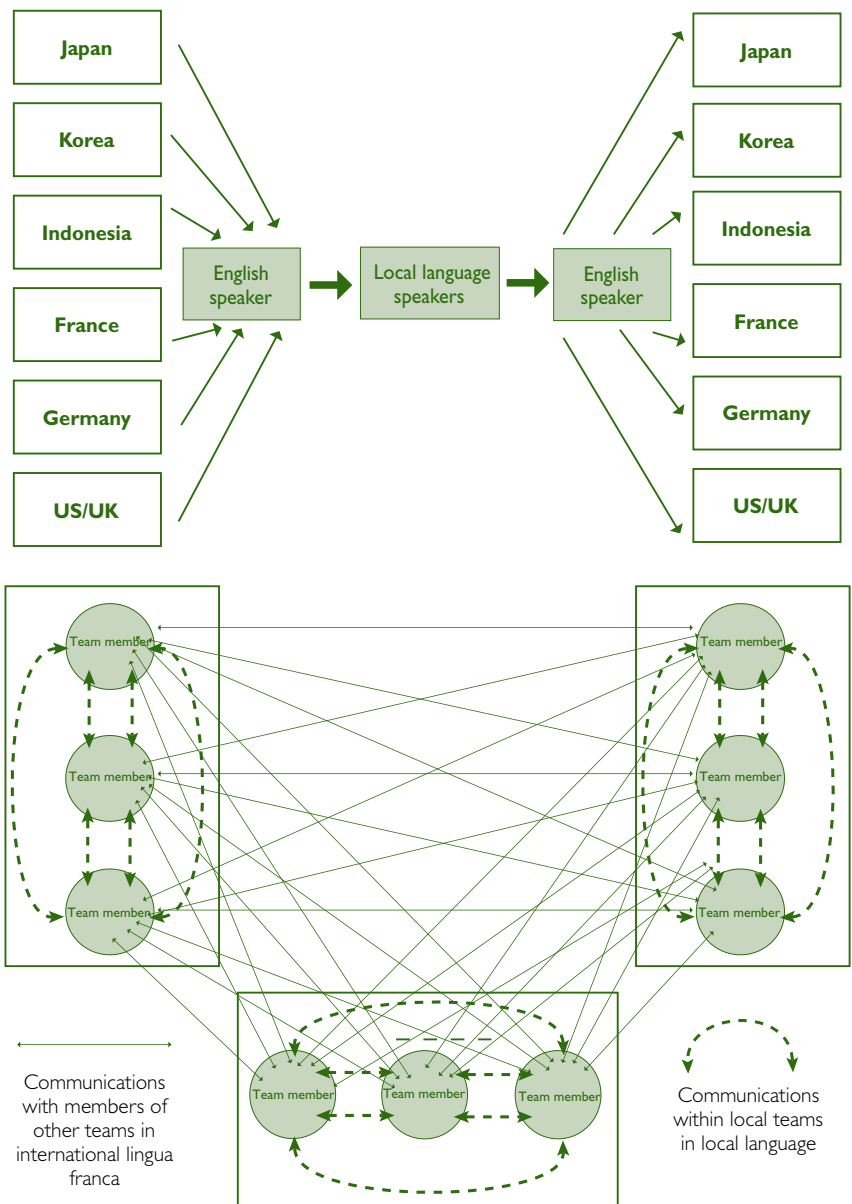 Japan
Korea
Indonesia
France
Germany
US/UK
English
speaker
Local language
speakers
English
speaker
Japan
Korea
Indonesia
France
Germany
US/UK
Team member
Team member
Team member
Team member
Team member
Team member
Team member
Team member
Team member
Communications
with members of
other teams in
international lingua
franca
Communications
within local teams
in local language